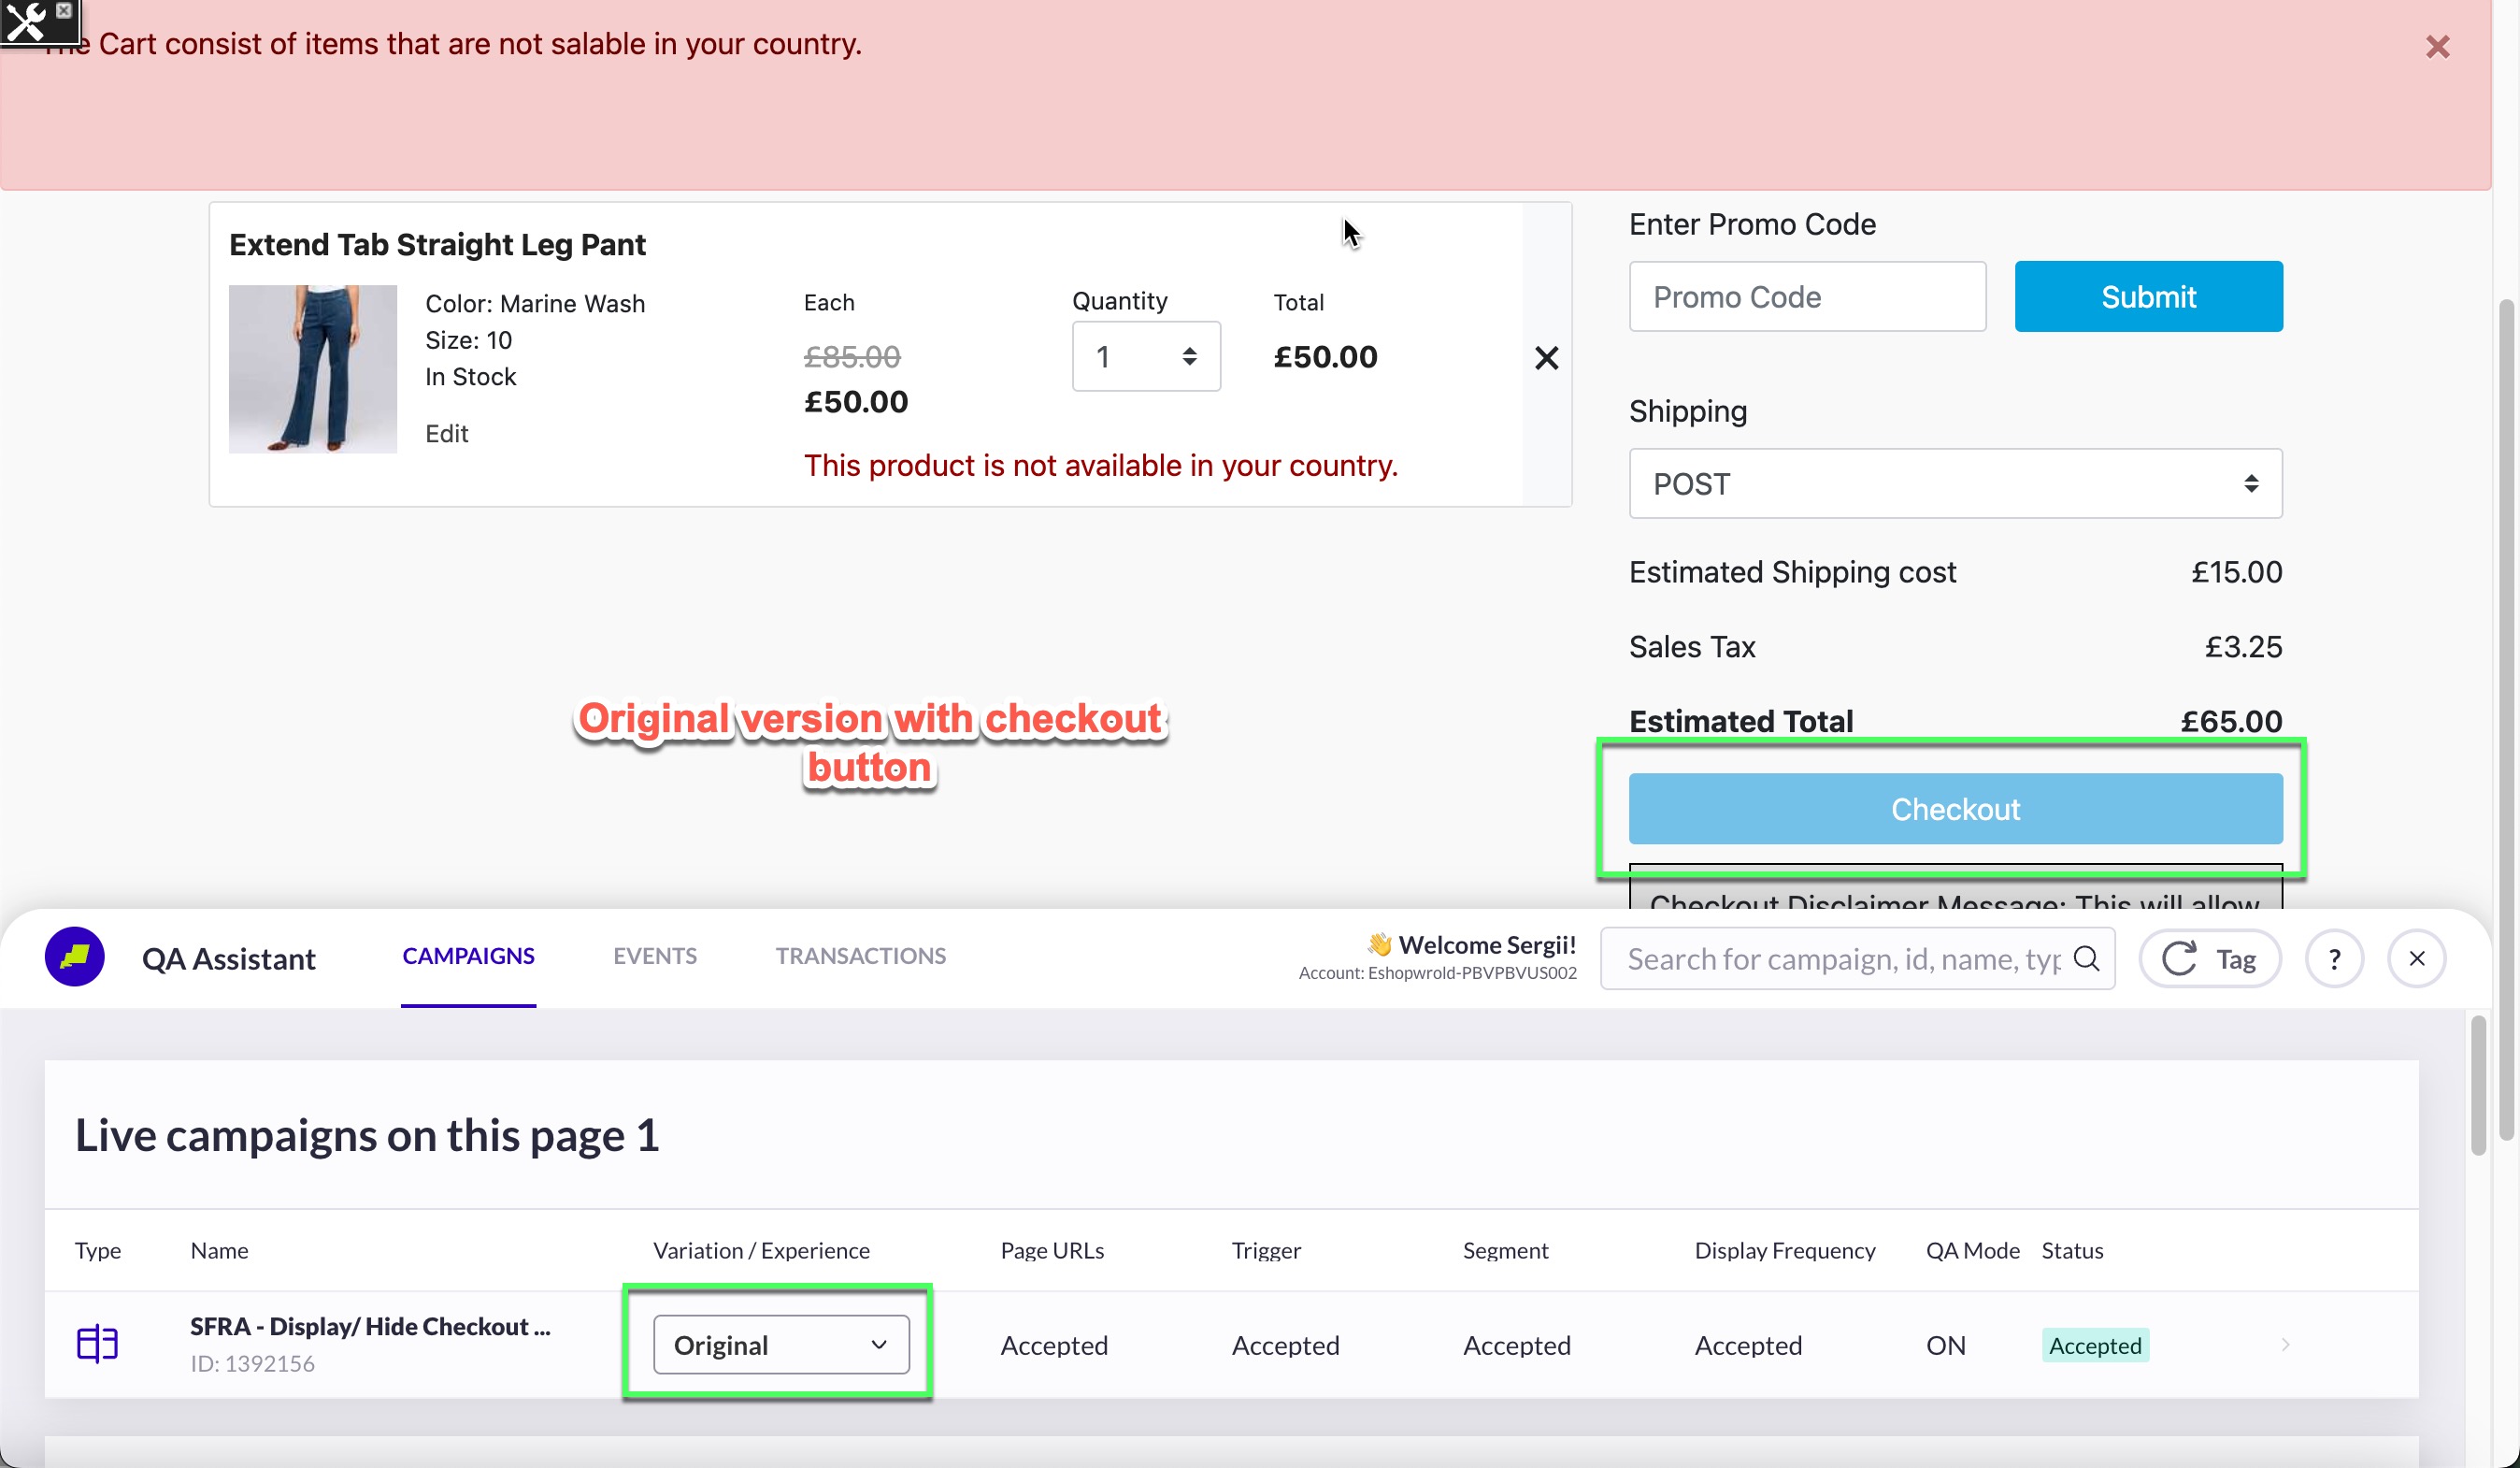 The Cart consist of items that are not salable in your country.
Extend Tab Straight Leg Pant
Color: Marine Wash
Size: 10
In Stock
Edit
Each
£85.00
£50.00
Quantity
1
Total
£50.00
This product is not available in your country.
Enter Promo Code
Promo Code
Submit
Shipping
POST
Estimated Shipping cost £15.00
Sales Tax £3.25
Estimated Total £65.00
Original version with checkout
button
Checkout
Checkout Disclaimer Message: This will allow
QA Assistant
CAMPAIGNS
EVENTS
TRANSACTIONS
👋 Welcome Sergii!
Account: Eshopwrold-PBVPBVUS002
Search for campaign, id, name, typ
Tag
?
Live campaigns on this page 1
Type Name Variation / Experience Page URLs Trigger Segment Display Frequency QA Mode Status
SFRA - Display/ Hide Checkout ...
ID: 1392156
Original
Accepted Accepted Accepted Accepted ON Accepted